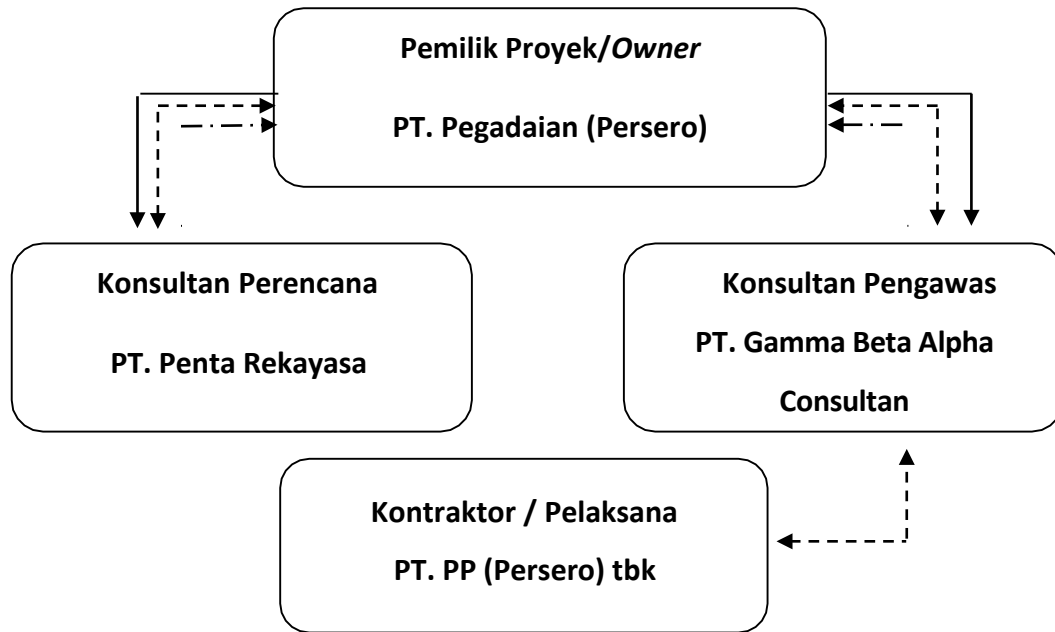 Pemilik Proyek/Owner
PT. Pegadaian (Persero)
Konsultan Perencana
PT. Penta Rekayasa
Konsultan Pengawas
PT. Gamma Beta Alpha
Consultan
Kontraktor / Pelaksana
PT. PP (Persero) tbk